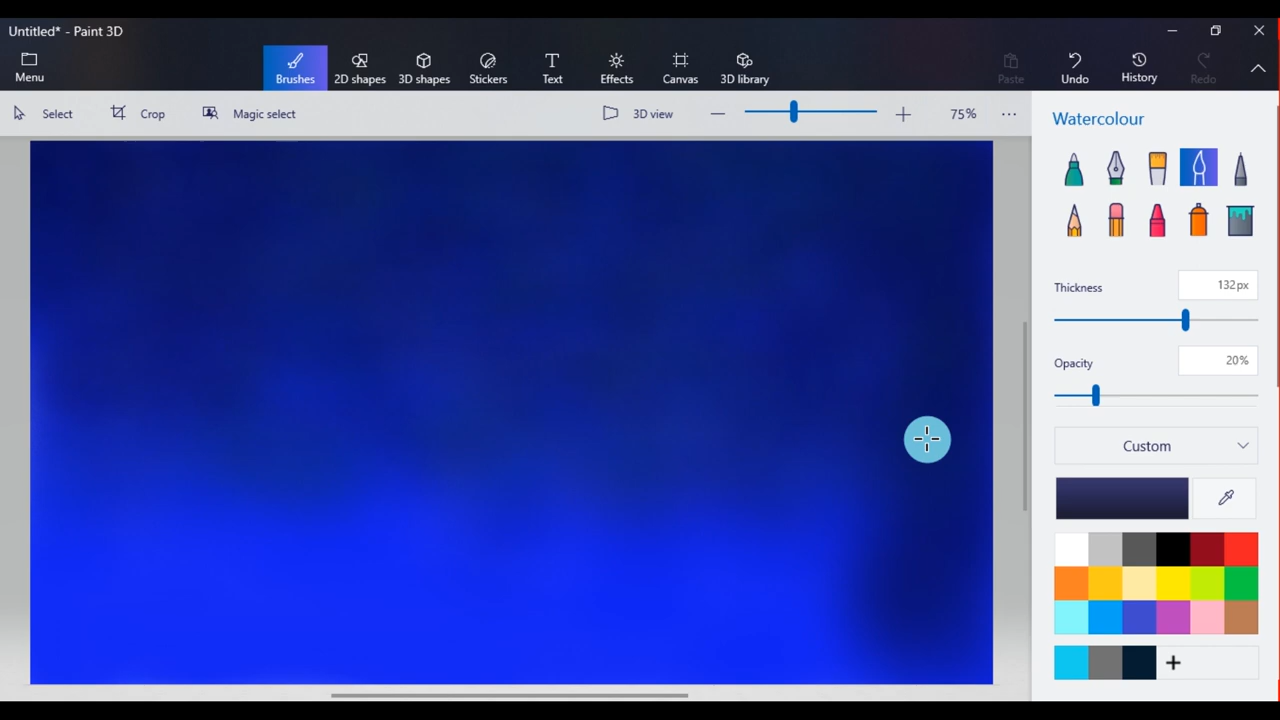 Untitled* - Paint 3D
Menu
Brushes
2D shapes
3D shapes
Stickers
Text
Effects
Canvas
3D library
Paste
Undo
History
Redo
Select
Crop
Magic select
3D view
75%
Watercolour
Thickness
132px
Opacity
20%
Custom